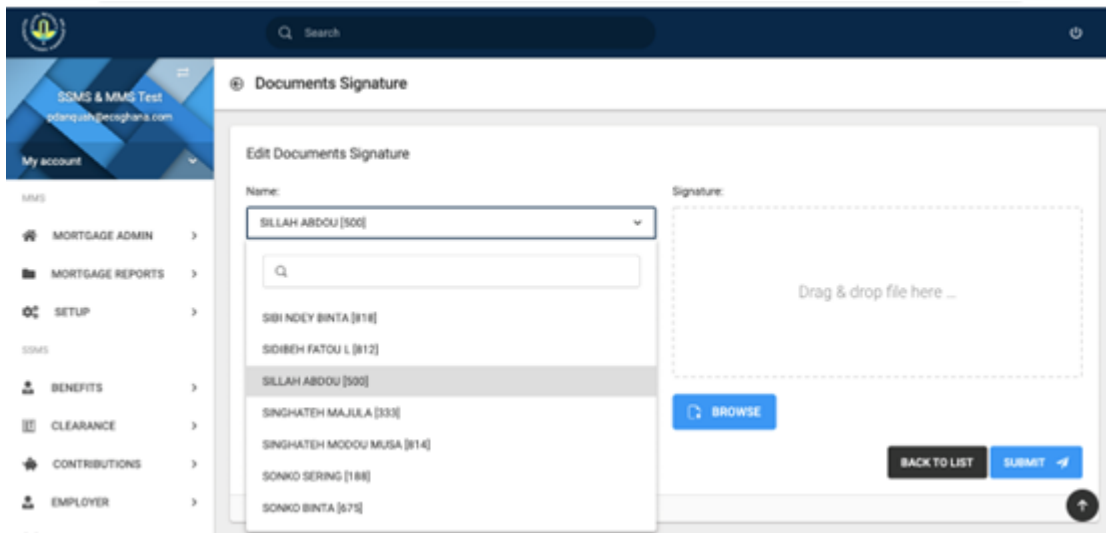 Search
SSMS & MMS Test
pdanquah@ecsghana.com
My account
MMS
MORTGAGE ADMIN
MORTGAGE REPORTS
SETUP
SSMS
BENEFITS
CLEARANCE
CONTRIBUTIONS
EMPLOYER
Documents Signature
Edit Documents Signature
Name:
SILLAH ABDOU [500]
SIBI NDEY BINTA [818]
SIDIBEH FATOU L [812]
SILLAH ABDOU [500]
SINGHATEH MAJULA [333]
SINGHATEH MODOU MUSA [814]
SONKO SERING [188]
SONKO BINTA [675]
Signature:
Drag & drop file here ...
BROWSE
BACK TO LIST
SUBMIT